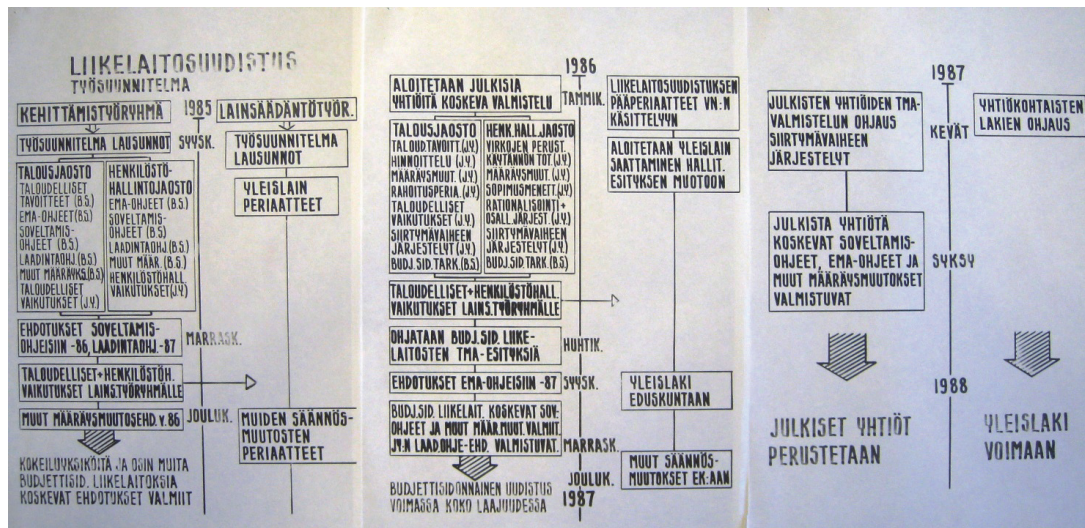 LIIKELAITOSUUDISTUS
TYÖSUUNNITELMA
KEHITTÄMISTYÖRYHMÄ
1985
LAINSÄÄDÄNTÖTYÖR.
TYÖSUUNNITELMA LAUSUNNOT
SYYSK.
TYÖSUUNNITELMA
LAUSUNNOT
TALOUSJAOSTO
TALOUDELLISET
TAVOITTEET (B.S.)
EMA-OHJEET (B.S.)
SOVELTAMIS-
OHJEET (B.S.)
LAADINTAOHJ. (B.S.)
MUUT MÄÄRÄYKS. (B.S.)
TALOUDELLISET
VAIKUTUKSET (J.Y.)
HENKILÖSTÖ-
HALLINTOJAOSTO
EMA-OHJEET (B.S.)
SOVELTAMIS-
OHJEET (B.S.)
LAADINTAOHJ. (B.S.)
MUUT MÄÄR. (B.S.)
HENKILÖSTÖHALL.
VAIKUTUKSET (J.Y.)
YLEISLAIN
PERIAATTEET
EHDOTUKSET SOVELTAMIS-
OHJEISIIN -86, LAADINTAOHJ. -87
MARRASK.
TALOUDELLISET+HENKILÖSTÖH.
VAIKUTUKSET LAINS.TYÖRYHMÄLLE
MUUT MÄÄRÄYSMUUTOSEHD. V. 86
JOULUK.
MUIDEN SÄÄNNÖS-
MUUTOSTEN
PERIAATTEET
KOKEILUYKSIKÖITÄ JA OSIN MUITA
BUDJETTISID. LIIKELAITOKSIA
KOSKEVAT EHDOTUKSET VALMIIT
1986
ALOITETAAN JULKISIA
YHTIÖITÄ KOSKEVA VALMISTELU
TAMMIK.
LIIKELAITOSUUDISTUKSEN
PÄÄPERIAATTEET VN:N
KÄSITTELYYN
TALOUSJAOSTO
TALOUD.TAVOITT. (J.Y.)
HINNOITTELU (J.Y.)
MÄÄRÄYSMUUT. (J.Y.)
RAHOITUSPERIA. (J.Y.)
TALOUDELLISET
VAIKUTUKSET (J.Y.)
SIIRTYMÄVAIHEEN
JÄRJESTELYT (J.Y.)
BUDJ. SID. TARK. (B.S.)
HENK.HALL.JAOSTO
VIRKOJEN PERUST.
KÄYTÄNNÖN TOT. (J.Y.)
MÄÄRÄYSMUUT. (J.Y.)
SOPIMUSMENETT. (J.Y.)
RATIONALISOINTI+
OSALL.JÄRJEST. (J.Y.)
SIIRTYMÄVAIHEEN
JÄRJESTELYT (J.Y.)
BUDJ.SID.TARK. (B.S.)
ALOITETAAN YLEISLAIN
SAATTAMINEN HALLIT.
ESITYKSEN MUOTOON
TALOUDELLISET+HENKILÖSTÖHALL.
VAIKUTUKSET LAINS.TYÖRYHMÄLLE
OHJATAAN BUDJ. SID. LIIKE-
LAITOSTEN TMA-ESITYKSIÄ
HUHTIK.
EHDOTUKSET EMA-OHJEISIIN -87
SYYSK.
YLEISLAKI
EDUSKUNTAAN
BUDJ. SID. LIIKELAIT. KOSKEVAT SOV.
OHJEET JA MUUT MÄÄR.MUUT. VALMIIT.
J.Y:N LAAD.OHJE-EHD. VALMISTUVAT.
MARRASK.
MUUT SÄÄNNÖS-
MUUTOKSET EK:AAN
JOULUK.
BUDJETTISIDONNAINEN UUDISTUS
VOIMASSA KOKO LAAJUUDESSA
1987
1987
JULKISTEN YHTIÖIDEN TMA-
VALMISTELUN OHJAUS
SIIRTYMÄVAIHEEN
JÄRJESTELYT
KEVÄT
YHTIÖKOHTAISTEN
LAKIEN OHJAUS
JULKISTA YHTIÖTÄ
KOSKEVAT SOVELTAMIS-
OHJEET, EMA-OHJEET JA
MUUT MÄÄRÄYSMUUTOKSET
VALMISTUVAT
SYKSY
1988
JULKISET YHTIÖT
PERUSTETAAN
YLEISLAKI
VOIMAAN